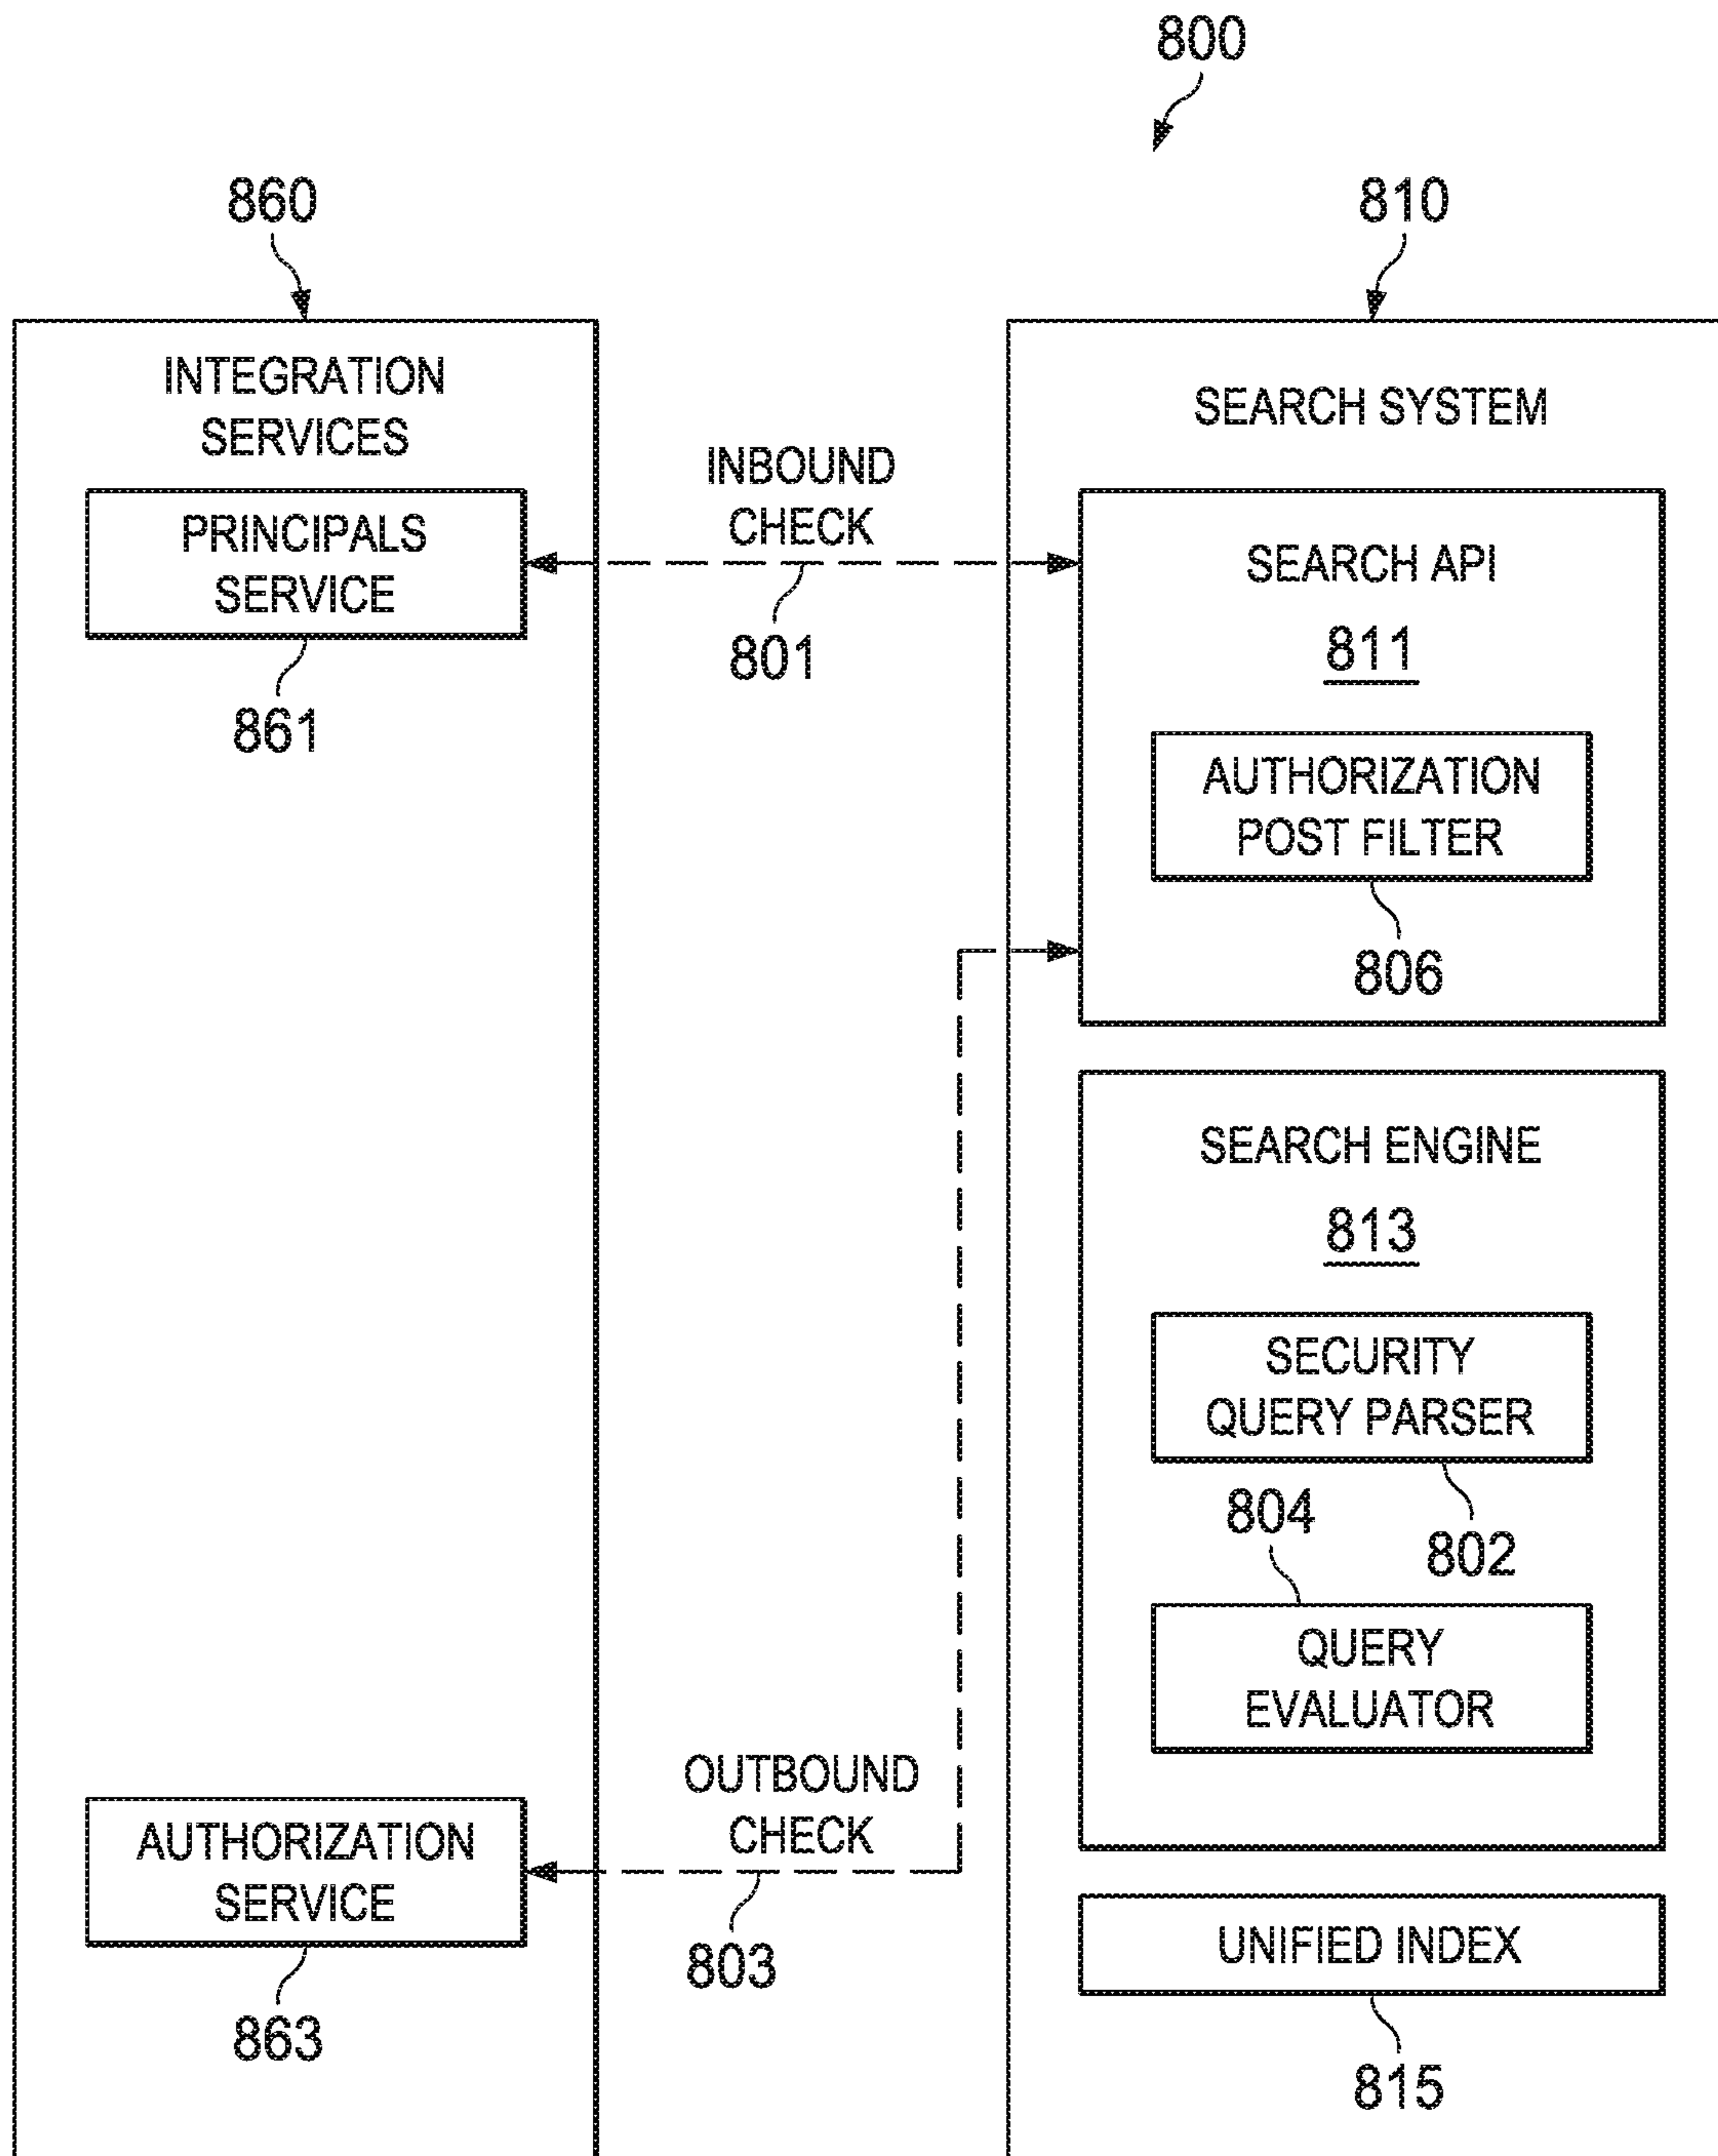 800
860
810
INTEGRATION
SERVICES
SEARCH SYSTEM
INBOUND
CHECK
PRINCIPALS
SERVICE
SEARCH API
811
801
861
AUTHORIZATION
POST FILTER
806
SEARCH ENGINE
813
SECURITY
QUERY PARSER
804
802
QUERY
EVALUATOR
OUTBOUND
CHECK
AUTHORIZATION
SERVICE
803
UNIFIED INDEX
863
815